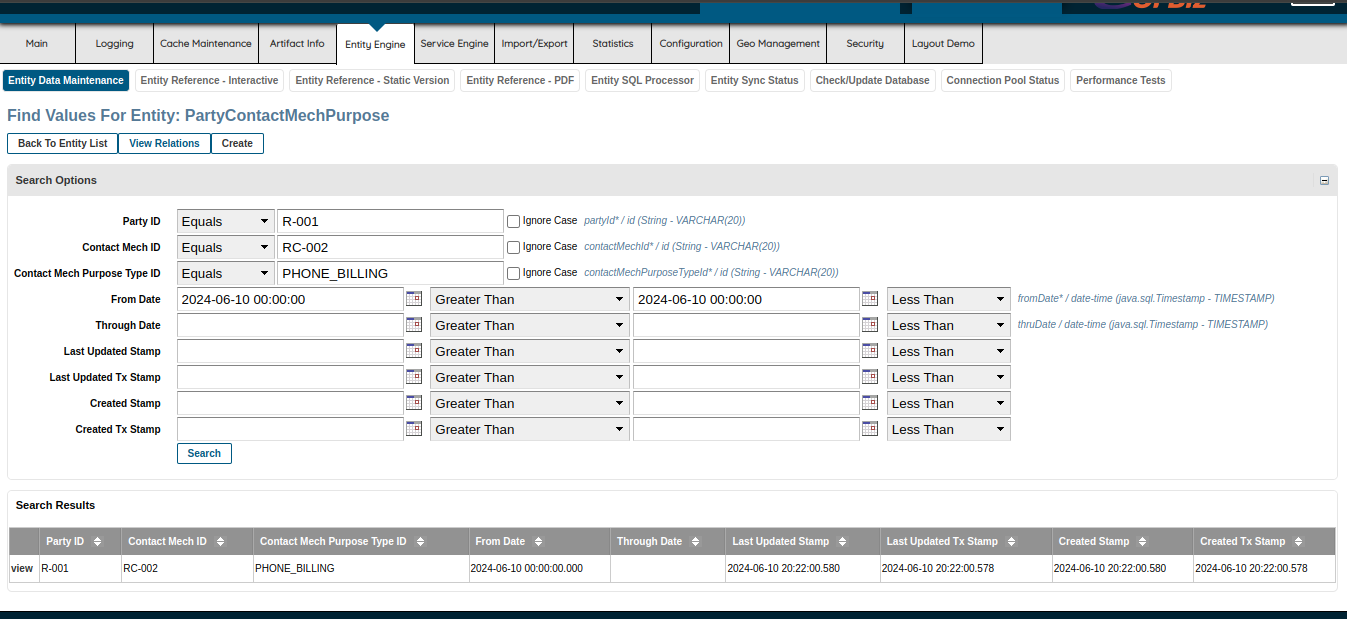 Main Logging Cache Maintenance Artifact Info Entity Engine Service Engine Import/Export Statistics Configuration Geo Management Security Layout Demo
Entity Data Maintenance Entity Reference - Interactive Entity Reference - Static Version Entity Reference - PDF Entity SQL Processor Entity Sync Status Check/Update Database Connection Pool Status Performance Tests
Find Values For Entity: PartyContactMechPurpose
Back To Entity List View Relations Create
Search Options
Party ID Equals R-001 Ignore Case partyId* / id (String - VARCHAR(20))
Contact Mech ID Equals RC-002 Ignore Case contactMechId* / id (String - VARCHAR(20))
Contact Mech Purpose Type ID Equals PHONE_BILLING Ignore Case contactMechPurposeTypeId* / id (String - VARCHAR(20))
From Date 2024-06-10 00:00:00 Greater Than 2024-06-10 00:00:00 Less Than fromDate* / date-time (java.sql.Timestamp - TIMESTAMP)
Through Date Greater Than Less Than thruDate / date-time (java.sql.Timestamp - TIMESTAMP)
Last Updated Stamp Greater Than Less Than
Last Updated Tx Stamp Greater Than Less Than
Created Stamp Greater Than Less Than
Created Tx Stamp Greater Than Less Than
Search
Search Results
Party ID Contact Mech ID Contact Mech Purpose Type ID From Date Through Date Last Updated Stamp Last Updated Tx Stamp Created Stamp Created Tx Stamp
view R-001 RC-002 PHONE_BILLING 2024-06-10 00:00:00.000 2024-06-10 20:22:00.580 2024-06-10 20:22:00.578 2024-06-10 20:22:00.580 2024-06-10 20:22:00.578